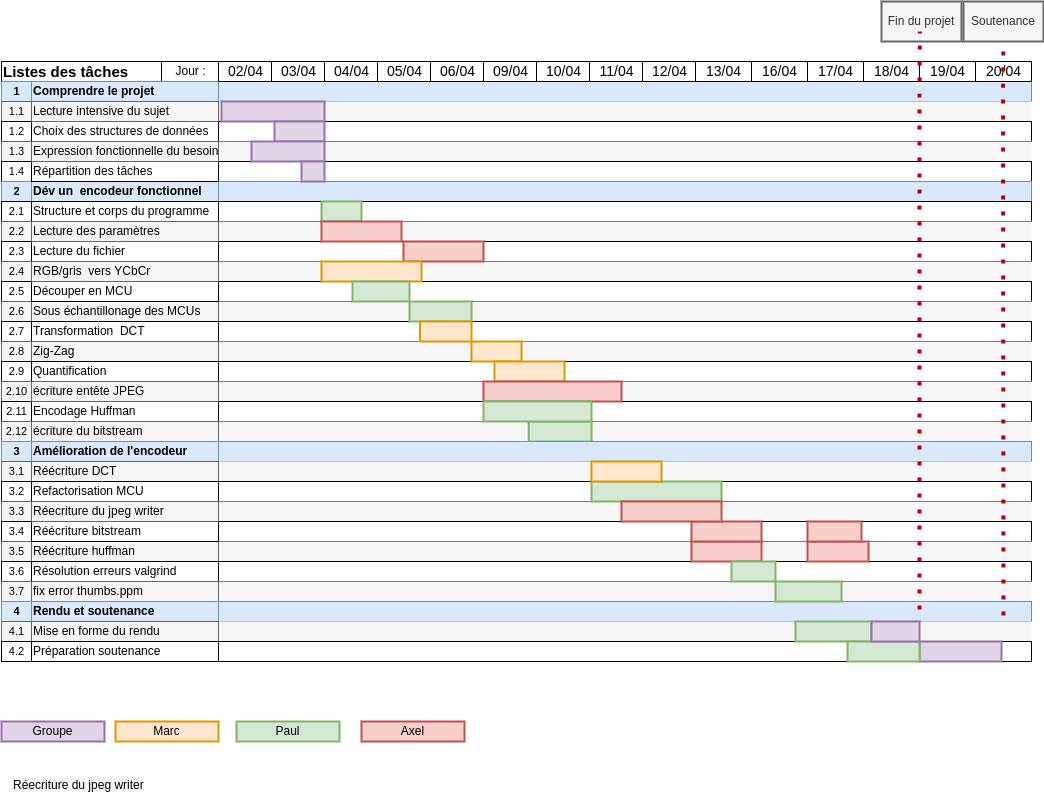 Fin du projet Soutenance
Listes des tâches Jour : 02/04 03/04 04/04 05/04 06/04 09/04 10/04 11/04 12/04 13/04 16/04 17/04 18/04 19/04 20/04
1 Comprendre le projet
1.1 Lecture intensive du sujet
1.2 Choix des structures de données
1.3 Expression fonctionnelle du besoin
1.4 Répartition des tâches
2 Dév un encodeur fonctionnel
2.1 Structure et corps du programme
2.2 Lecture des paramètres
2.3 Lecture du fichier
2.4 RGB/gris vers YCbCr
2.5 Découper en MCU
2.6 Sous échantillonage des MCUs
2.7 Transformation DCT
2.8 Zig-Zag
2.9 Quantification
2.10 écriture entête JPEG
2.11 Encodage Huffman
2.12 écriture du bitstream
3 Amélioration de l'encodeur
3.1 Réécriture DCT
3.2 Refactorisation MCU
3.3 Réecriture du jpeg writer
3.4 Réécriture bitstream
3.5 Réécriture huffman
3.6 Résolution erreurs valgrind
3.7 fix error thumbs.ppm
4 Rendu et soutenance
4.1 Mise en forme du rendu
4.2 Préparation soutenance
Groupe Marc Paul Axel
Réecriture du jpeg writer